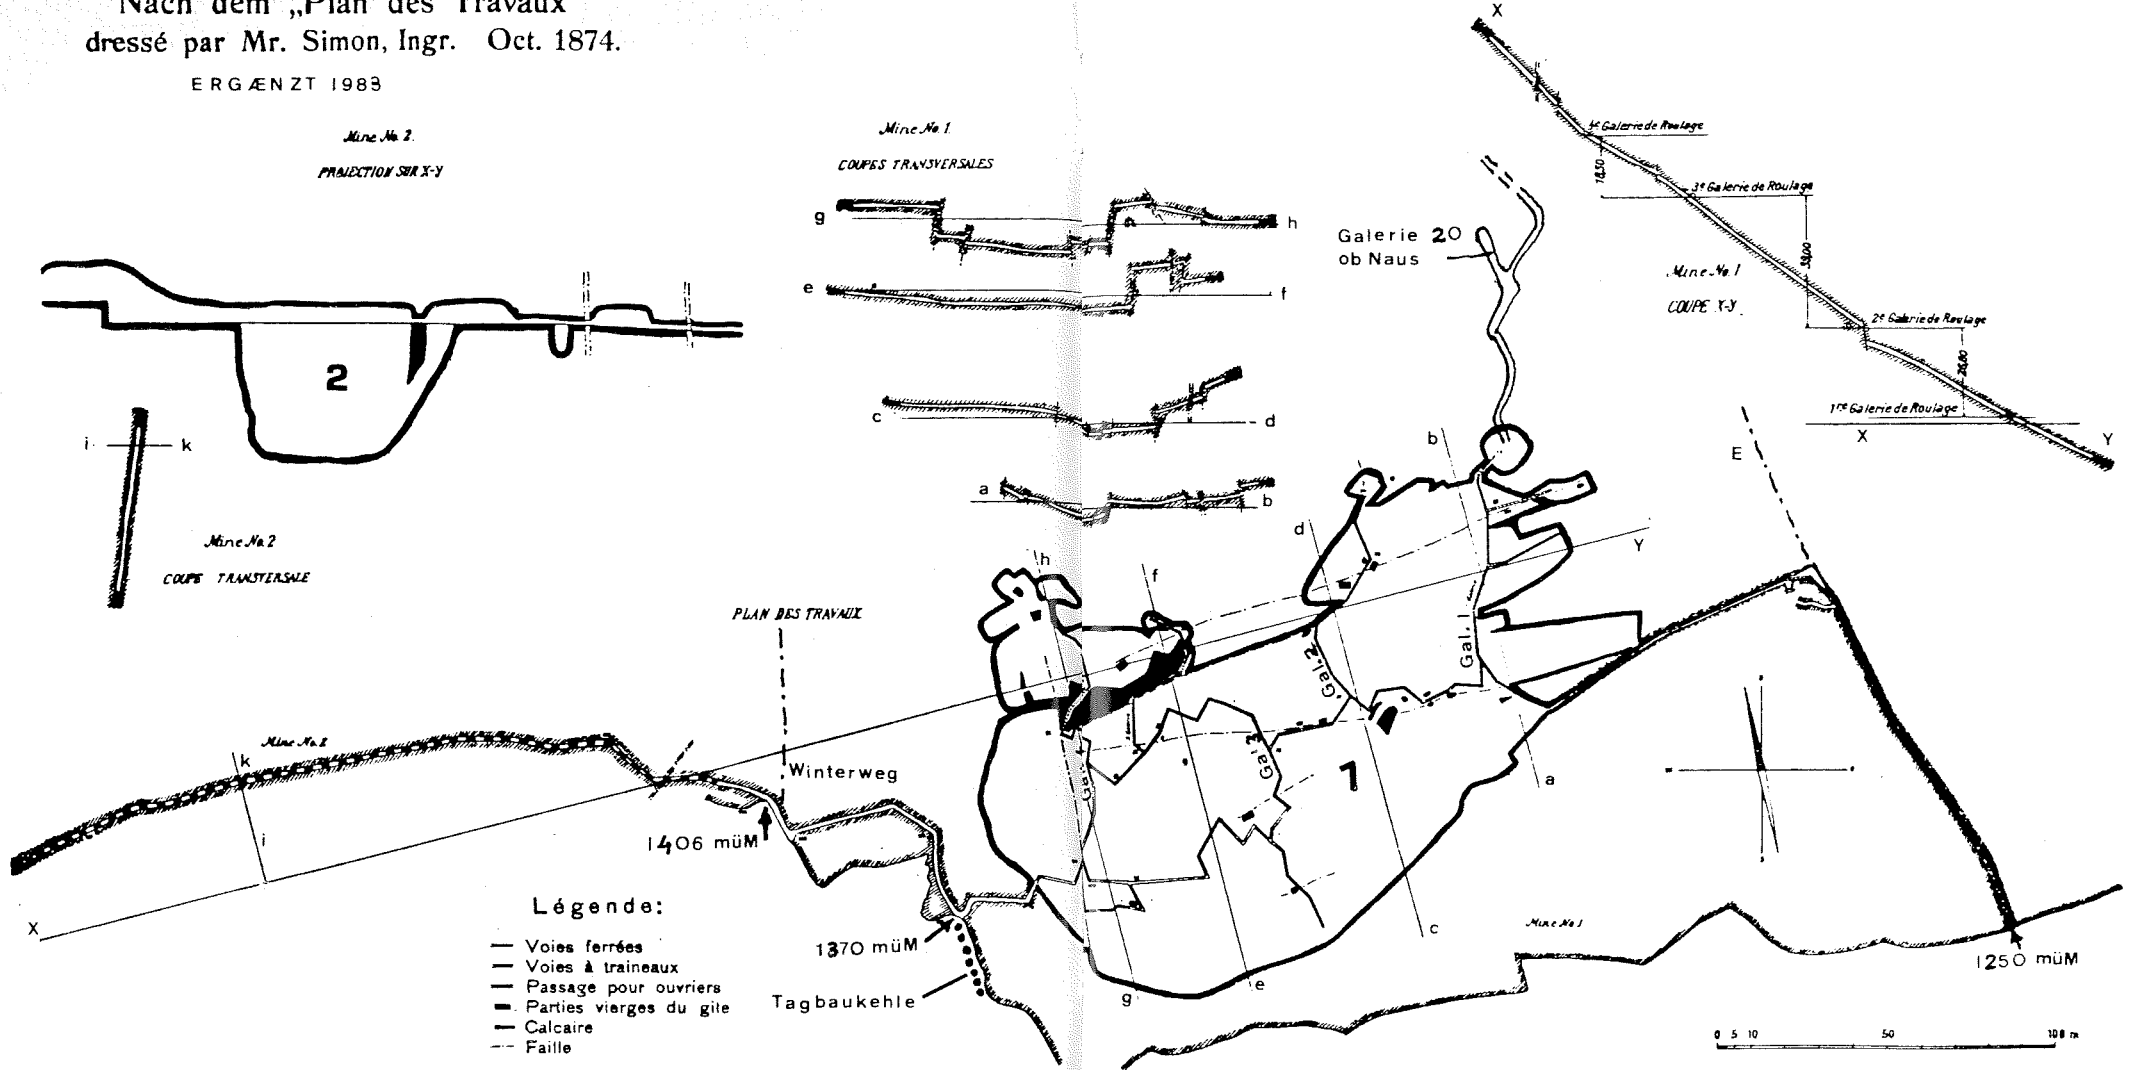 Nach dem „Plan des Travaux
dressé par Mr. Simon, Ingr. Oct. 1874.
ERGÆNZT 1983
Mine No. 2.
PROJECTION SUR X-Y
2
i
k
Mine No. 2
COUPE TRANSVERSALE
Mine No. 1.
COUPES TRANSVERSALES
g
h
e
f
c
d
a
b
X
4e Galerie de Roulage
18,50
3e Galerie de Roulage
Mine No. 1
COUPE X-Y
2e Galerie de Roulage
26,80
1re Galerie de Roulage
X
Y
Galerie 20
ob Naus
E
b
d
Y
h
f
PLAN DES TRAVAUX
Gal. 1
Gal. 2
Gal. 3
1
a
Mine No. 2
k
i
X
Winterweg
1406 müM
1370 müM
Tagbaukehle
g
e
c
Mine No. 1
1250 müM
Légende:
Voies ferrées
Voies à traineaux
Passage pour ouvriers
Parties vierges du gite
Calcaire
Faille
0 5 10 50 100 m